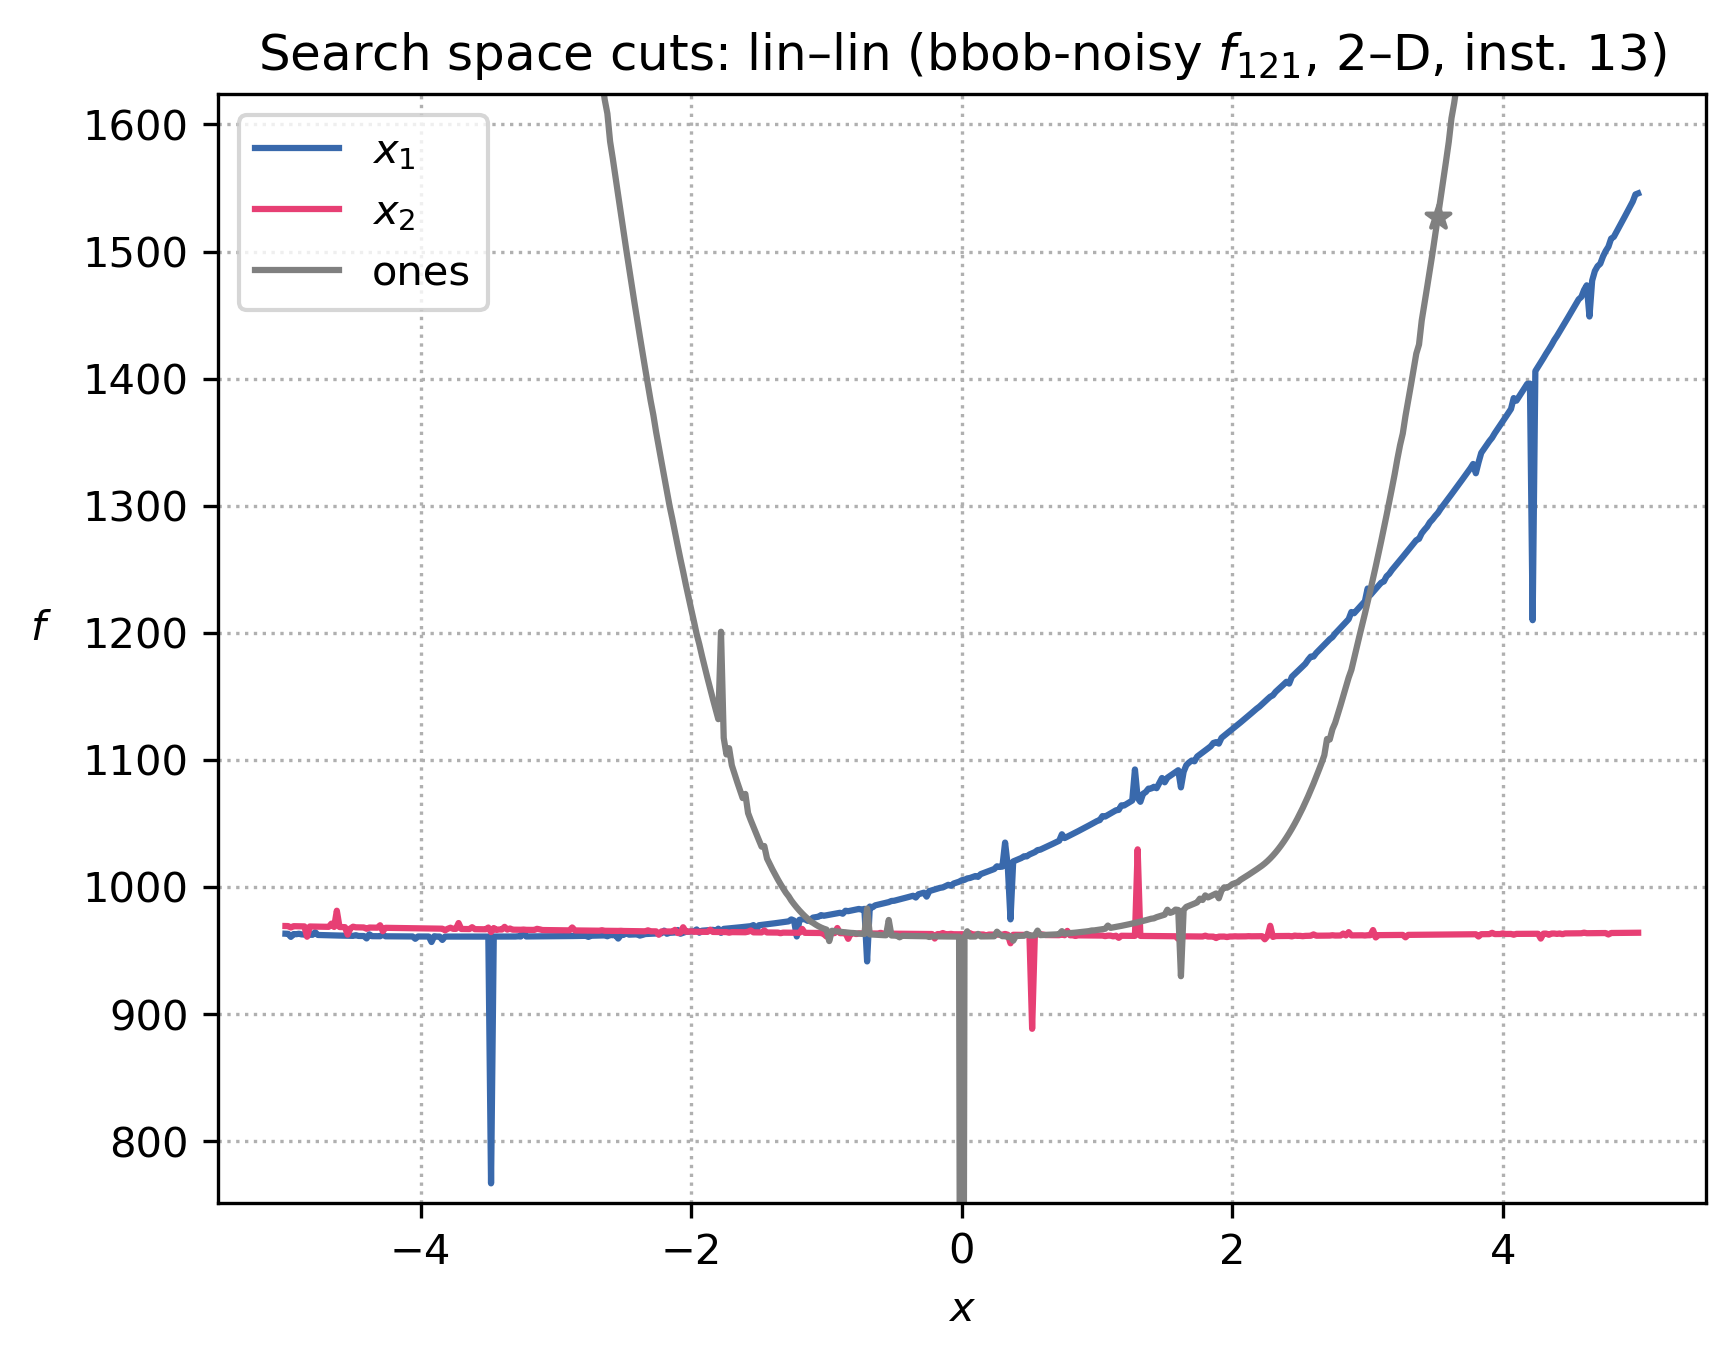 Search space cuts: lin–lin (bbob-noisy f₁₂₁, 2–D, inst. 13)
x₁
x₂
ones
1600
1500
1400
1300
1200
1100
1000
900
800
f
−4
−2
0
2
4
x